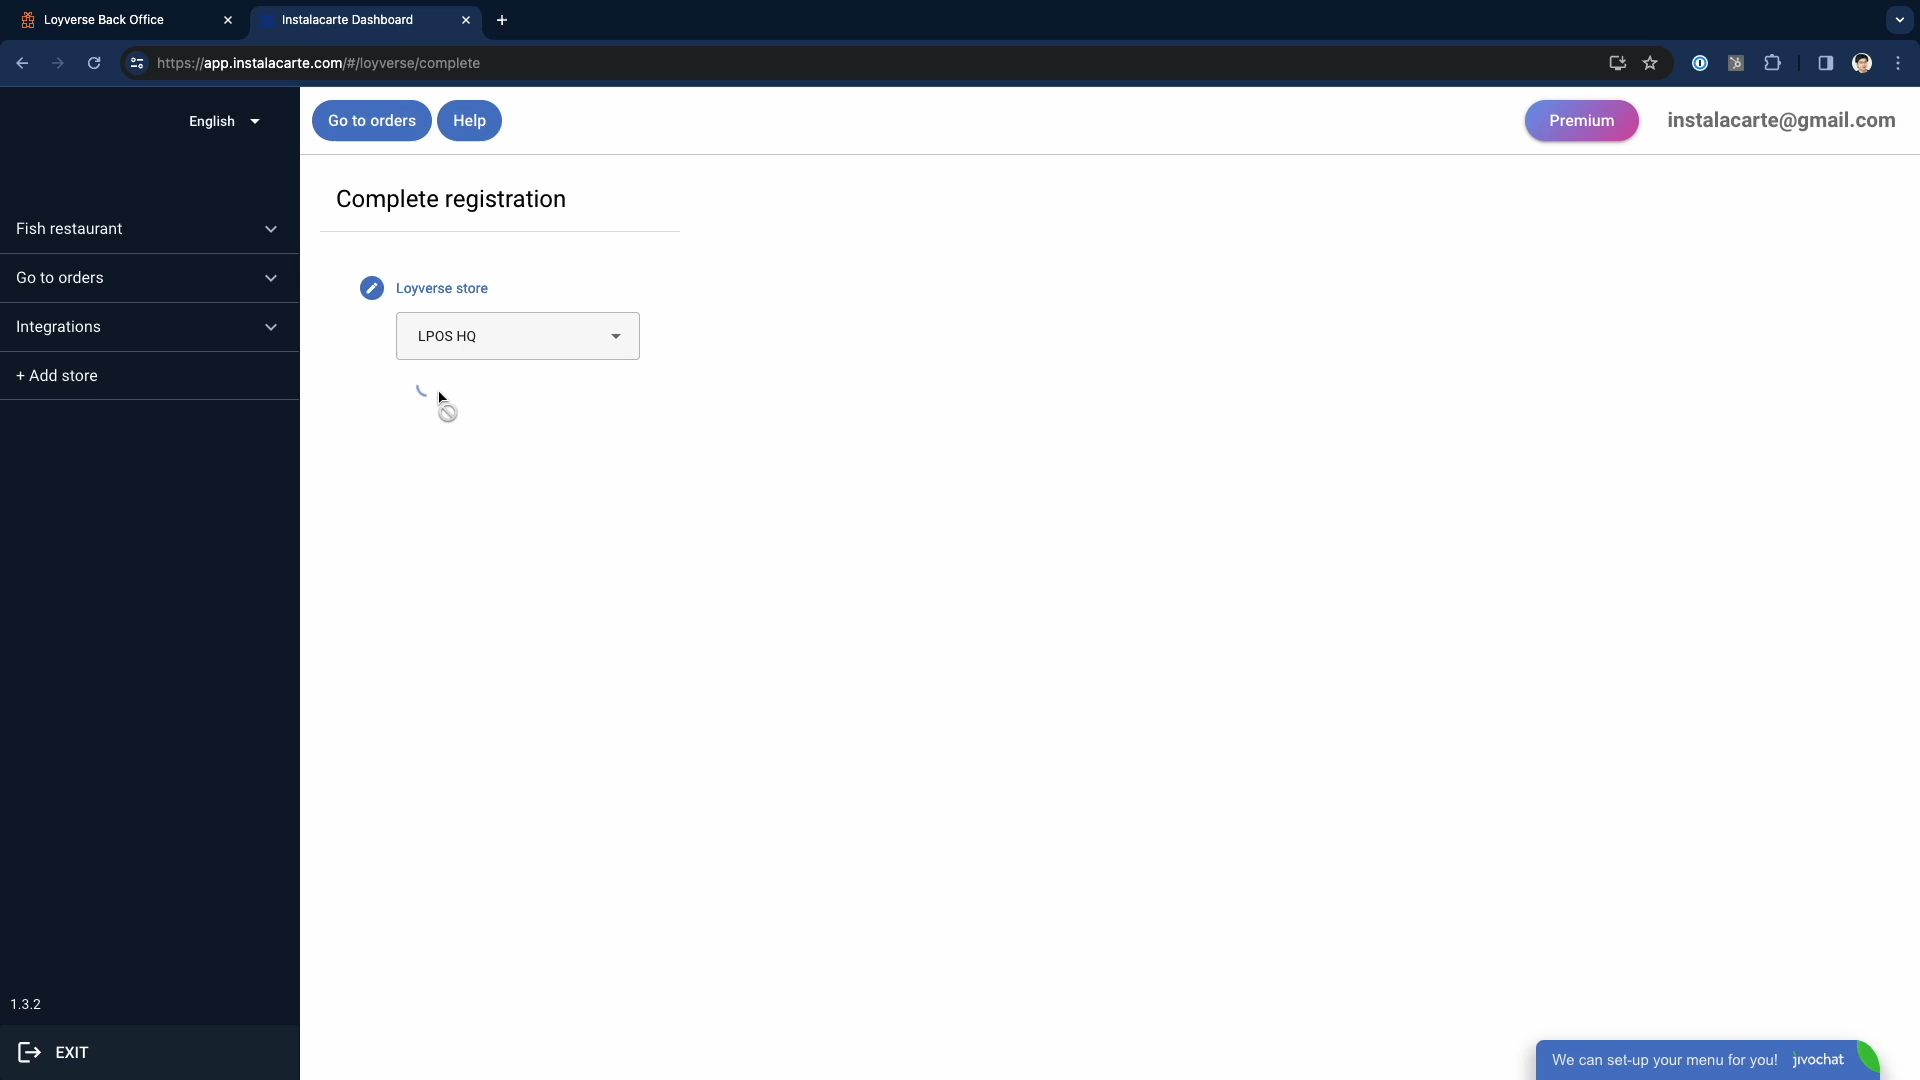 Loyverse Back Office
Instalacarte Dashboard
https://app.instalacarte.com/#/loyverse/complete
English
Go to orders
Help
Premium
instalacarte@gmail.com
Complete registration
Fish restaurant
Go to orders
Integrations
+ Add store
Loyverse store
LPOS HQ
1.3.2
EXIT
We can set-up your menu for you! jivochat